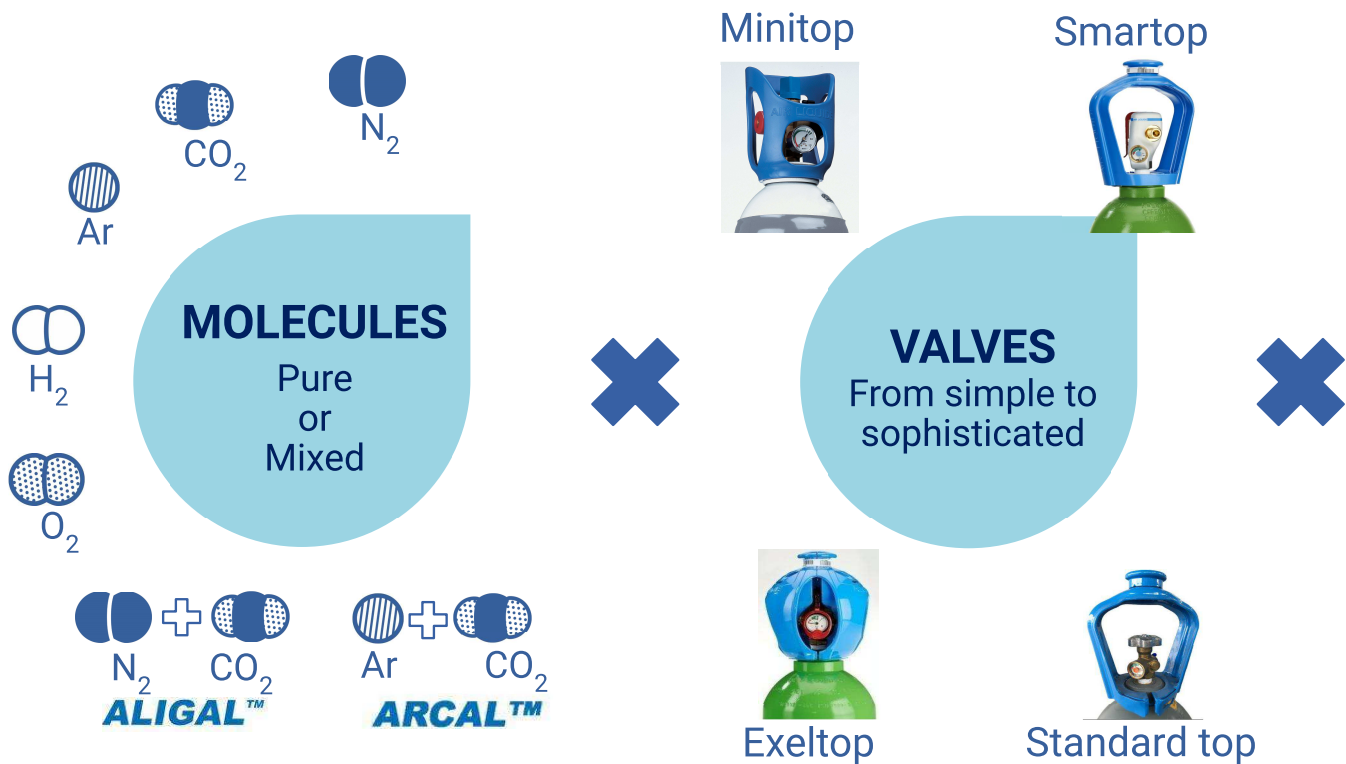 Minitop
Smartop
N2
CO2
Ar
H2
O2
MOLECULES
Pure
or
Mixed
VALVES
From simple to
sophisticated
N2
CO2
Ar
CO2
ALIGAL™
ARCAL™
Exeltop
Standard top